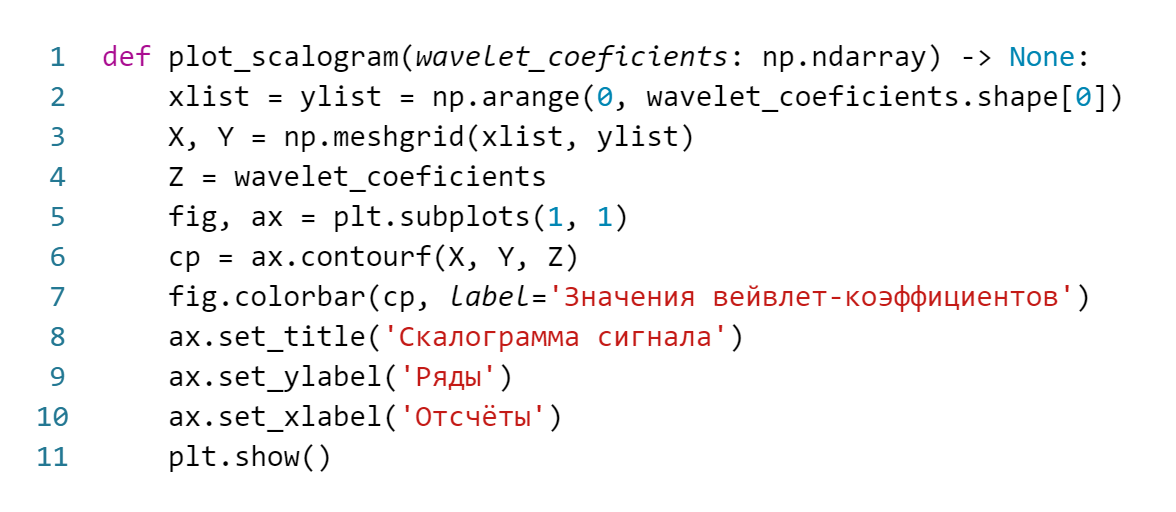 1 def plot_scalogram(wavelet_coeficients: np.ndarray) -> None:
2     xlist = ylist = np.arange(0, wavelet_coeficients.shape[0])
3     X, Y = np.meshgrid(xlist, ylist)
4     Z = wavelet_coeficients
5     fig, ax = plt.subplots(1, 1)
6     cp = ax.contourf(X, Y, Z)
7     fig.colorbar(cp, label='Значения вейвлет-коэффициентов')
8     ax.set_title('Скалограмма сигнала')
9     ax.set_ylabel('Ряды')
10     ax.set_xlabel('Отсчёты')
11     plt.show()